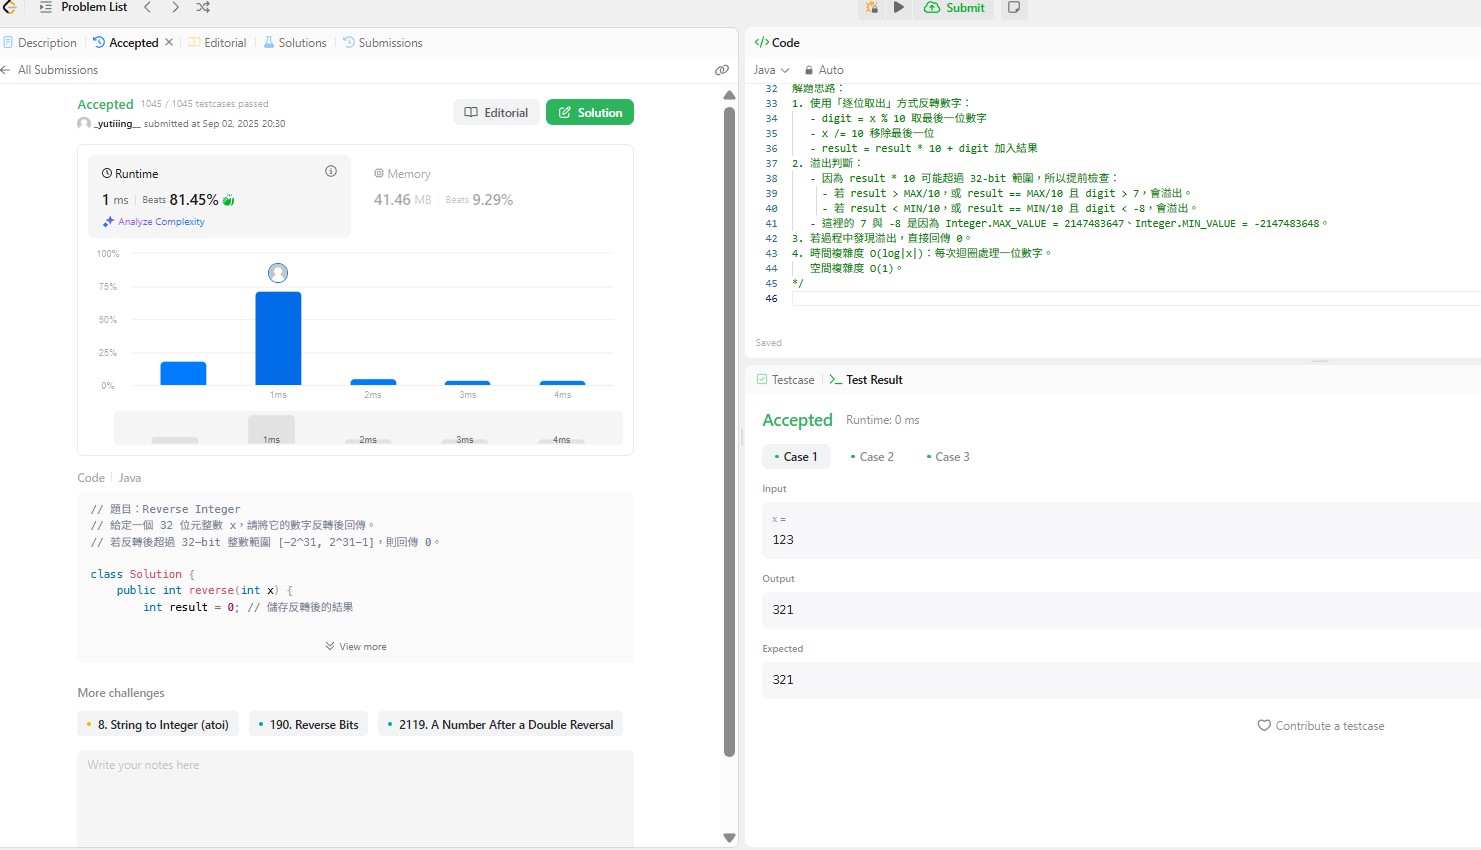 Problem List
Submit
Description
Accepted
Editorial
Solutions
Submissions
All Submissions
Accepted 1045 / 1045 testcases passed
_yutiiing__ submitted at Sep 02, 2025 20:30
Editorial
Solution
Runtime
1 ms Beats 81.45%
Analyze Complexity
Memory
41.46 MB Beats 9.29%
100%
75%
50%
25%
0%
1ms 2ms 3ms 4ms
1ms 2ms 3ms 4ms
Code Java
// 題目：Reverse Integer
// 給定一個 32 位元整數 x，請將它的數字反轉後回傳。
// 若反轉後超過 32-bit 整數範圍 [-2^31, 2^31-1]，則回傳 0。
class Solution {
public int reverse(int x) {
int result = 0; // 儲存反轉後的結果
View more
More challenges
8. String to Integer (atoi)
190. Reverse Bits
2119. A Number After a Double Reversal
Write your notes here
</> Code
Java
Auto
32 解題思路：
33 1. 使用「逐位取出」方式反轉數字：
34 - digit = x % 10 取最後一位數字
35 - x /= 10 移除最後一位
36 - result = result * 10 + digit 加入結果
37 2. 溢出判斷：
38 - 因為 result * 10 可能超過 32-bit 範圍，所以提前檢查：
39 - 若 result > MAX/10，或 result == MAX/10 且 digit > 7，會溢出。
40 - 若 result < MIN/10，或 result == MIN/10 且 digit < -8，會溢出。
41 - 這裡的 7 與 -8 是因為 Integer.MAX_VALUE = 2147483647、Integer.MIN_VALUE = -2147483648。
42 3. 若過程中發現溢出，直接回傳 0。
43 4. 時間複雜度 O(log|x|)：每次迴圈處理一位數字。
44 空間複雜度 O(1)。
45 */
46
Saved
Testcase
Test Result
Accepted Runtime: 0 ms
Case 1
Case 2
Case 3
Input
x =
123
Output
321
Expected
321
Contribute a testcase